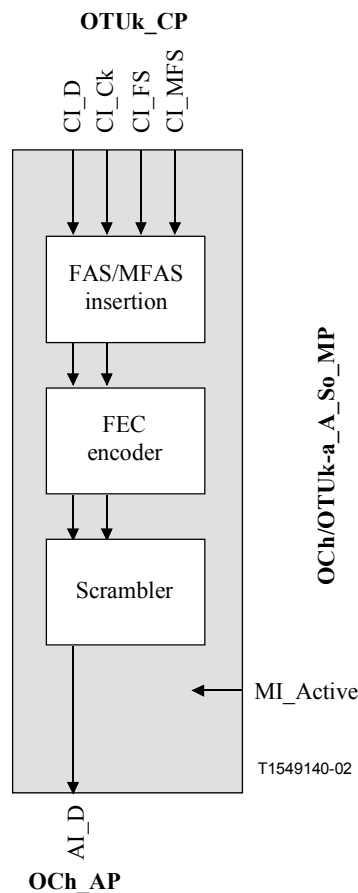 OTUk_CP
CI_D
CI_Ck
CI_FS
CI_MFS
FAS/MFAS
insertion
FEC
encoder
Scrambler
OCh/OTUk-a_A_So_MP
MI_Active
T1549140-02
AI_D
OCh_AP